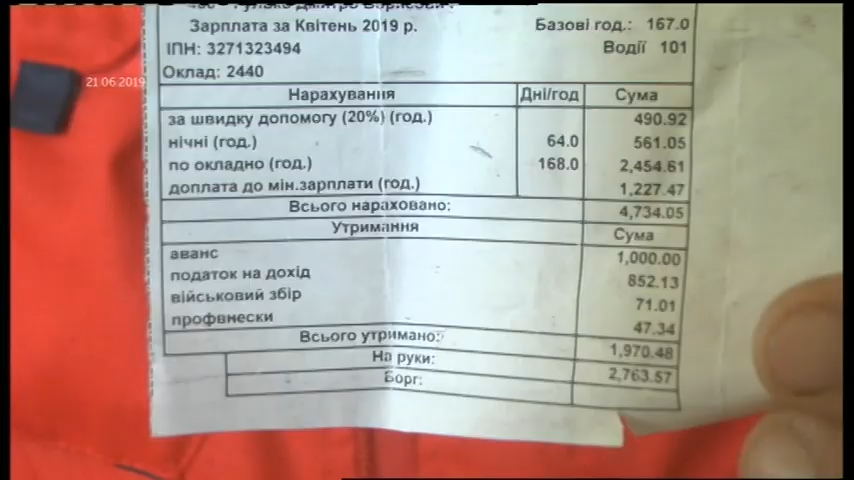 Зарплата за Квітень 2019 р. Базові год.: 167.0
ІПН: 3271323494 Водії 101
Оклад: 2440
21.06.2019
Нарахування Дні/год Сума
за швидку допомогу (20%) (год.) 490.92
нічні (год.) 64.0 561.05
по окладно (год.) 168.0 2,454.61
доплата до мін.зарплати (год.) 1,227.47
Всього нараховано: 4,734.05
Утримання Сума
аванс 1,000.00
податок на дохід 852.13
військовий збір 71.01
профвнески 47.34
Всього утримано: 1,970.48
На руки: 2,763.57
Борг: